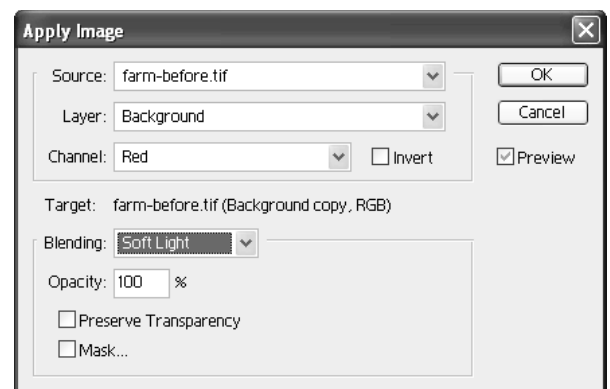 Apply Image
Source: farm-before.tif
OK
Layer: Background
Cancel
Channel: Red
Invert
Preview
Target: farm-before.tif (Background copy, RGB)
Blending: Soft Light
Opacity: 100 %
Preserve Transparency
Mask...